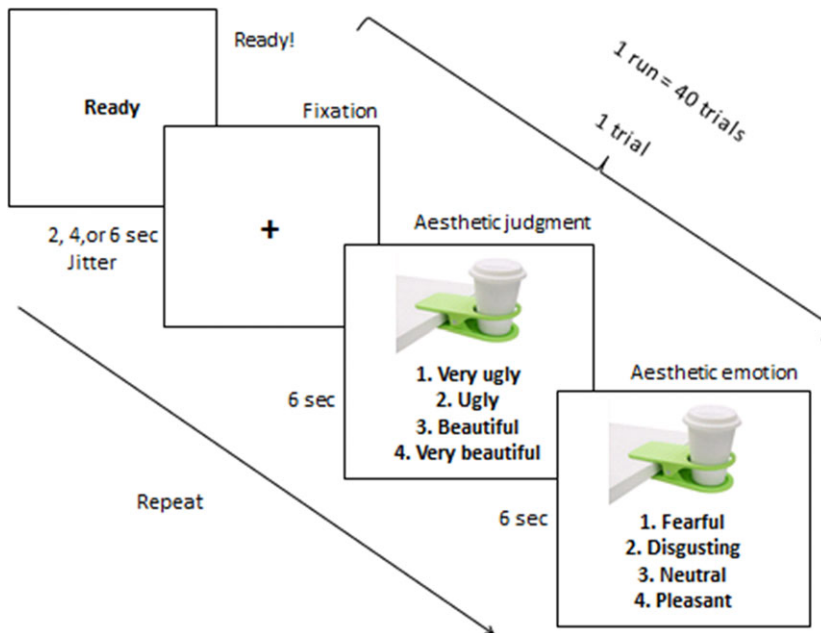 Ready!
Ready
Fixation
1 run = 40 trials
1 trial
2, 4,or 6 sec
Jitter
+
Aesthetic judgment
1. Very ugly
2. Ugly
3. Beautiful
4. Very beautiful
6 sec
Aesthetic emotion
1. Fearful
2. Disgusting
3. Neutral
4. Pleasant
6 sec
Repeat